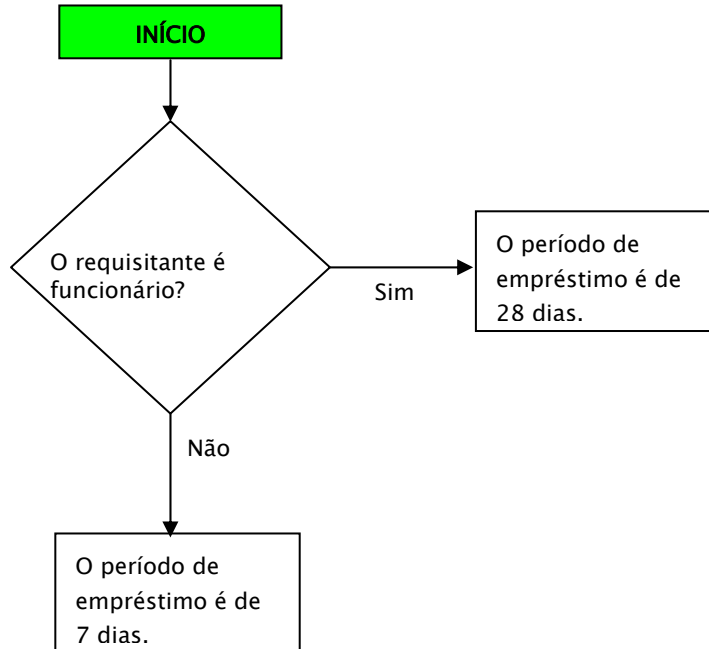 INÍCIO
O requisitante é
funcionário?
Sim
O período de
empréstimo é de
28 dias.
Não
O período de
empréstimo é de
7 dias.